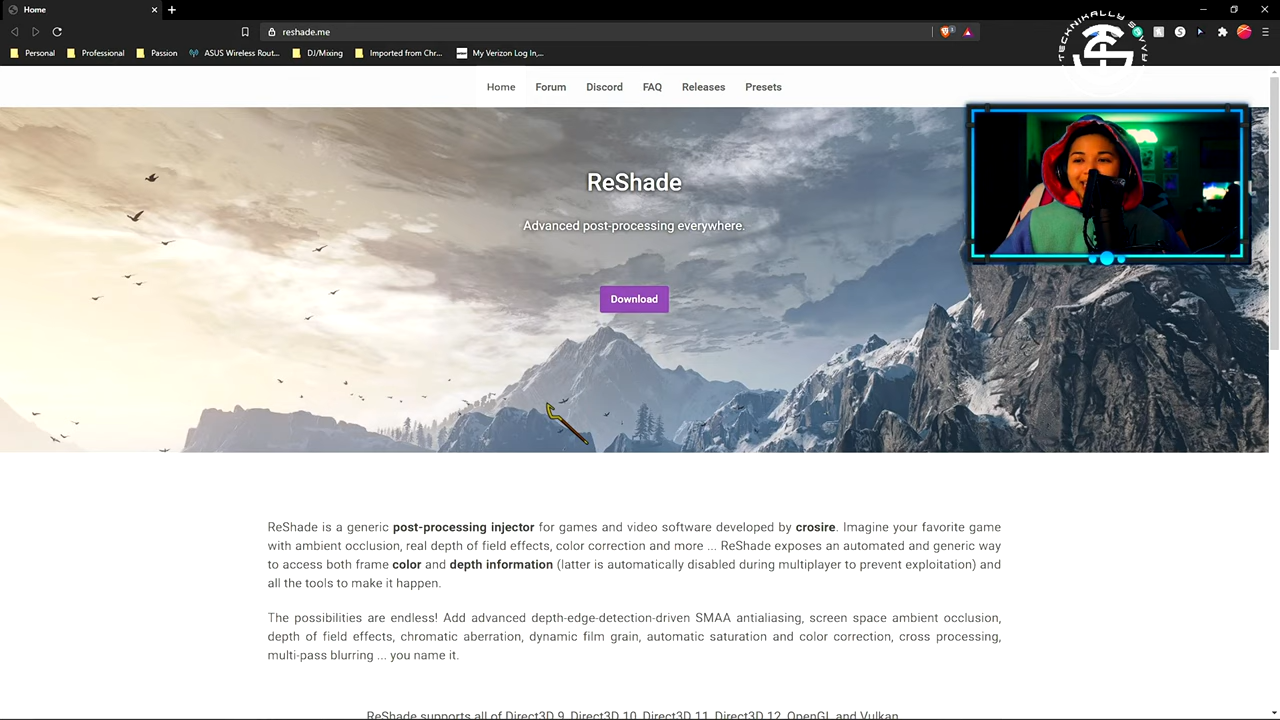 Home
reshade.me
Personal
Professional
Passion
ASUS Wireless Rout...
DJ/Mixing
Imported from Chr...
My Verizon Log In,...
TECKNIKALLY SAVVY
Home Forum Discord FAQ Releases Presets
ReShade
Advanced post-processing everywhere.
Download
ReShade is a generic post-processing injector for games and video software developed by crosire. Imagine your favorite game
with ambient occlusion, real depth of field effects, color correction and more ... ReShade exposes an automated and generic way
to access both frame color and depth information (latter is automatically disabled during multiplayer to prevent exploitation) and
all the tools to make it happen.
The possibilities are endless! Add advanced depth-edge-detection-driven SMAA antialiasing, screen space ambient occlusion,
depth of field effects, chromatic aberration, dynamic film grain, automatic saturation and color correction, cross processing,
multi-pass blurring ... you name it.
ReShade supports all of Direct3D 9, Direct3D 10, Direct3D 11, Direct3D 12, OpenGL and Vulkan.